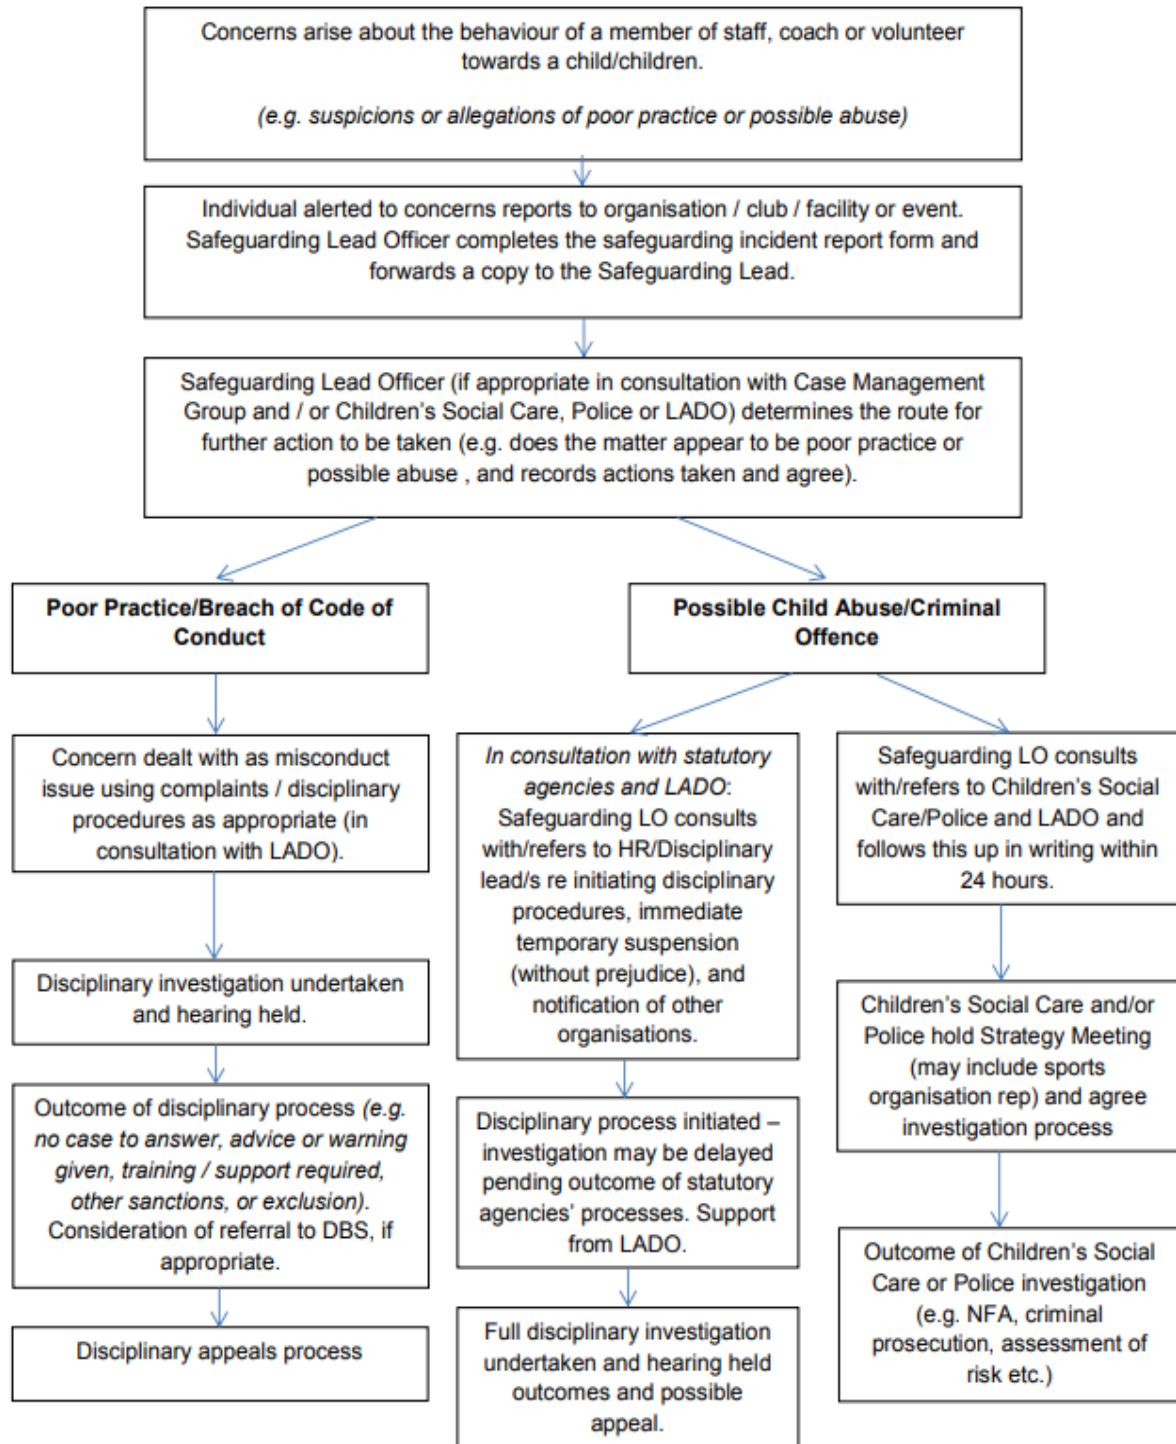 Concerns arise about the behaviour of a member of staff, coach or volunteer
towards a child/children.
(e.g. suspicions or allegations of poor practice or possible abuse)
Individual alerted to concerns reports to organisation / club / facility or event.
Safeguarding Lead Officer completes the safeguarding incident report form and
forwards a copy to the Safeguarding Lead.
Safeguarding Lead Officer (if appropriate in consultation with Case Management
Group and / or Children's Social Care, Police or LADO) determines the route for
further action to be taken (e.g. does the matter appear to be poor practice or
possible abuse , and records actions taken and agree).
Poor Practice/Breach of Code of
Conduct
Concern dealt with as misconduct
issue using complaints / disciplinary
procedures as appropriate (in
consultation with LADO).
Disciplinary investigation undertaken
and hearing held.
Outcome of disciplinary process (e.g.
no case to answer, advice or warning
given, training / support required,
other sanctions, or exclusion).
Consideration of referral to DBS, if
appropriate.
Disciplinary appeals process
Possible Child Abuse/Criminal
Offence
In consultation with statutory
agencies and LADO:
Safeguarding LO consults
with/refers to HR/Disciplinary
lead/s re initiating disciplinary
procedures, immediate
temporary suspension
(without prejudice), and
notification of other
organisations.
Disciplinary process initiated –
investigation may be delayed
pending outcome of statutory
agencies' processes. Support
from LADO.
Full disciplinary investigation
undertaken and hearing held
outcomes and possible
appeal.
Safeguarding LO consults
with/refers to Children's Social
Care/Police and LADO and
follows this up in writing within
24 hours.
Children's Social Care and/or
Police hold Strategy Meeting
(may include sports
organisation rep) and agree
investigation process
Outcome of Children's Social
Care or Police investigation
(e.g. NFA, criminal
prosecution, assessment of
risk etc.)